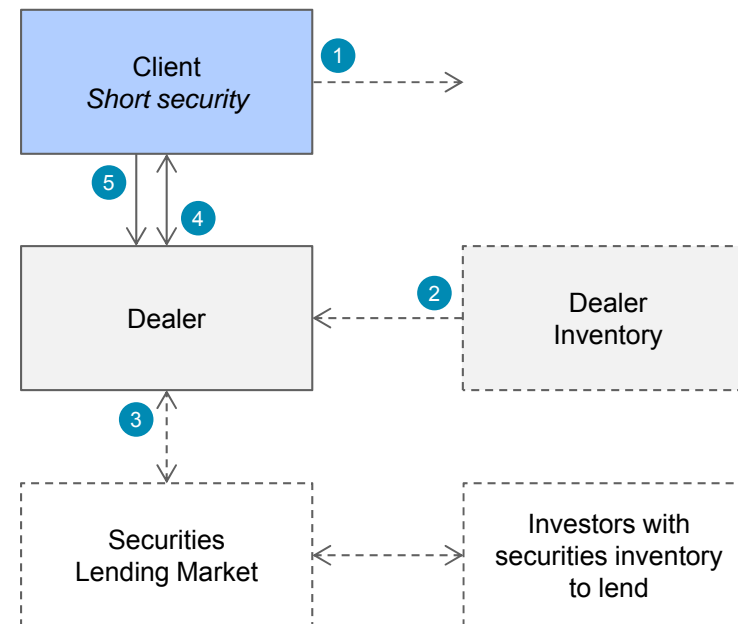 1
Client
Short security
5
4
Dealer
2
Dealer
Inventory
3
Securities
Lending Market
Investors with
securities inventory
to lend